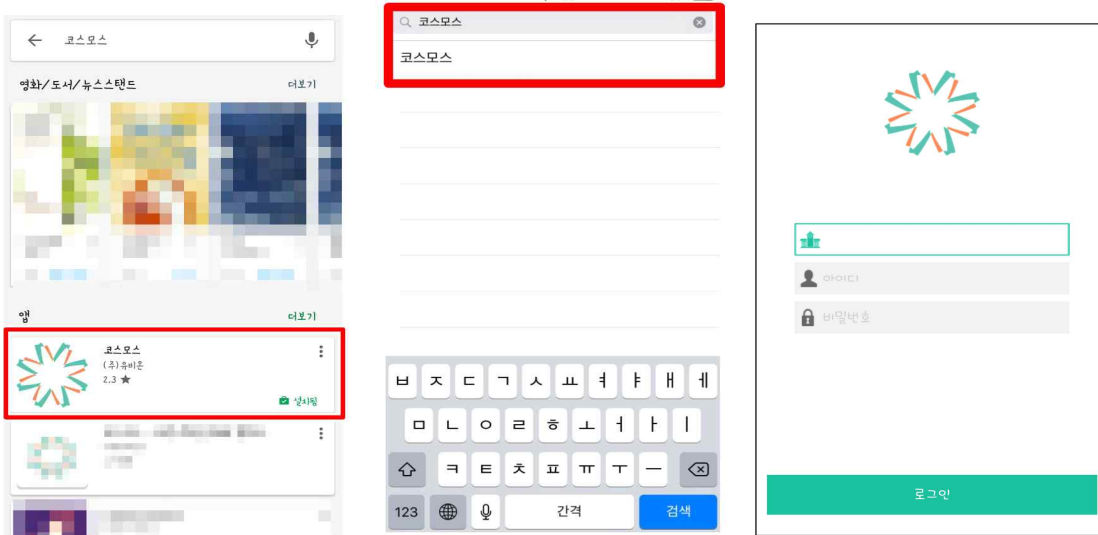 코스모스
영화/도서/뉴스스탠드 더보기
앱 더보기
코스모스
(주)유비온
2.3 ★
설치됨
코스모스
코스모스
ㅂ ㅈ ㄷ ㄱ ㅅ ㅛ ㅕ ㅑ ㅐ ㅔ
ㅁ ㄴ ㅇ ㄹ ㅎ ㅗ ㅓ ㅏ ㅣ
ㅋ ㅌ ㅊ ㅍ ㅠ ㅜ ㅡ
123 간격 검색
아이디
비밀번호
로그인